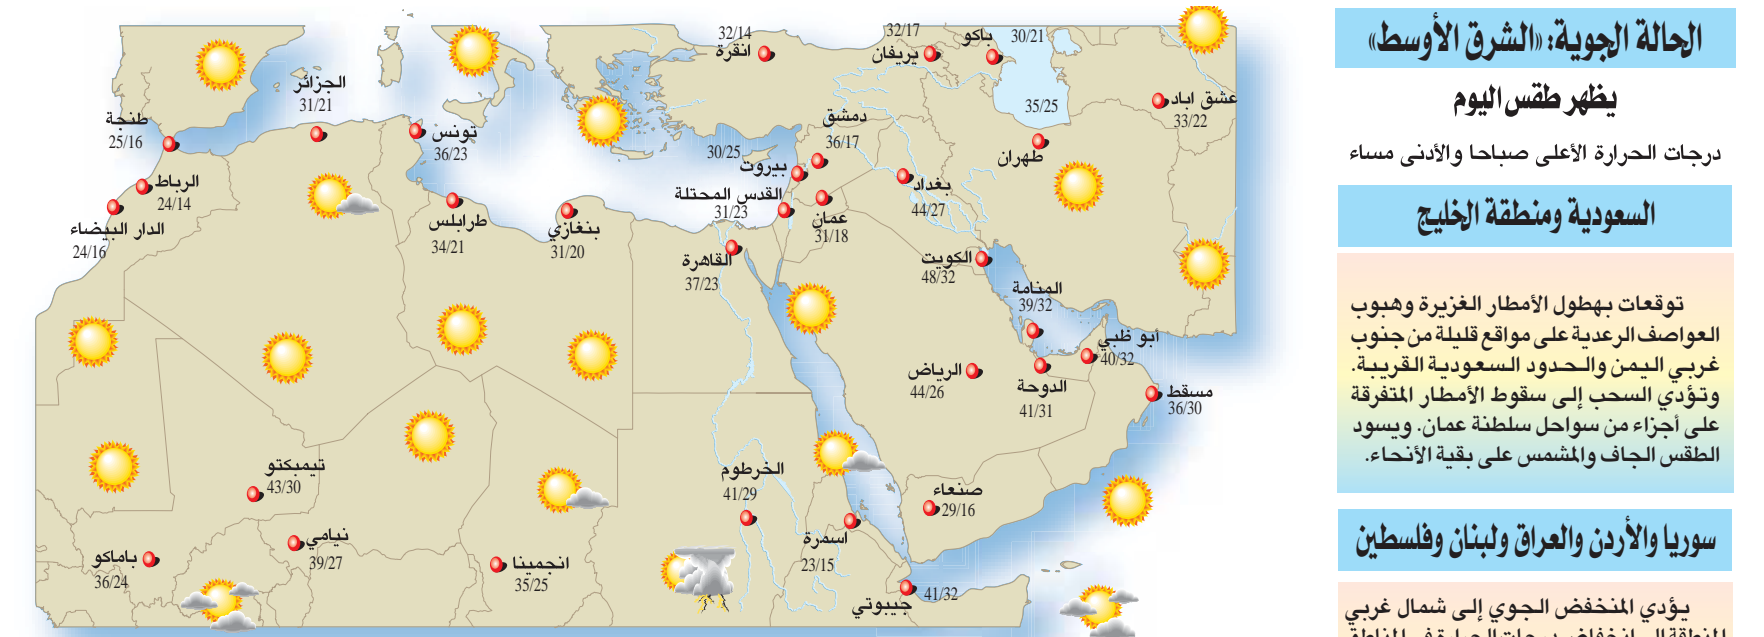 الحالة الجوية: «الشرق الأوسط»
يظهر طقس اليوم
درجات الحرارة الأعلى صباحا والأدنى مساء
السعودية ومنطقة الخليج
توقعات بهطول الأمطار الغزيرة وهبوب
العواصف الرعدية على مواقع قليلة من جنوب
غربي اليمن والحدود السعودية القريبة.
وتؤدي السحب إلى سقوط الأمطار المتفرقة
على أجزاء من سواحل سلطنة عمان. ويسود
الطقس الجاف والمشمس على بقية الأنحاء.
سوريا والأردن والعراق ولبنان وفلسطين
يؤدي المنخفض الجوي إلى شمال غربي
32/14
انقرة
32/17
يريفان
باكو
30/21
عشق اباد
33/22
35/25
طهران
الجزائر
31/21
طنجة
25/16
تونس
36/23
دمشق
36/17
30/25
بيروت
القدس المحتلة
31/23
عمان
31/18
بغداد
44/27
الرباط
24/14
الدار البيضاء
24/16
طرابلس
34/21
بنغازي
31/20
القاهرة
37/23
الكويت
48/32
المنامة
39/32
أبو ظبي
40/32
الرياض
44/26
الدوحة
41/31
مسقط
36/30
تيمبكتو
43/30
الخرطوم
41/29
صنعاء
29/16
اسمرة
23/15
باماكو
36/24
نيامي
39/27
انجمينا
35/25
جيبوتي
41/32